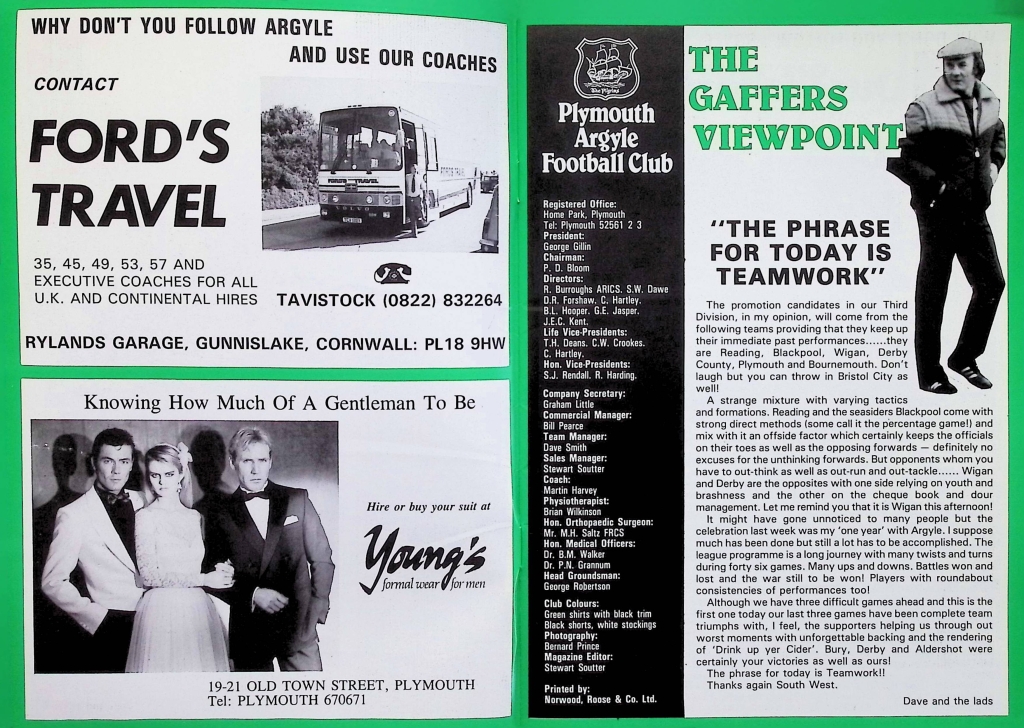 WHY DON'T YOU FOLLOW ARGYLE
AND USE OUR COACHES
CONTACT
FORD'S
TRAVEL
FORD'S TRAVEL
VOLVO
35, 45, 49, 53, 57 AND
EXECUTIVE COACHES FOR ALL
U.K. AND CONTINENTAL HIRES
TAVISTOCK (0822) 832264
RYLANDS GARAGE, GUNNISLAKE, CORNWALL: PL18 9HW
Knowing How Much Of A Gentleman To Be
Hire or buy your suit at
Young's
formal wear for men
19-21 OLD TOWN STREET, PLYMOUTH
Tel: PLYMOUTH 670671
The Pilgrims
Plymouth
Argyle
Football Club
Registered Office:
Home Park, Plymouth
Tel: Plymouth 52561 2 3
President:
George Gillin
Chairman:
P. D. Bloom
Directors:
R. Burroughs ARICS. S.W. Dawe
D.R. Forshaw. C. Hartley.
B.L. Hooper. G.E. Jasper.
J.E.C. Kent.
Life Vice-Presidents:
T.H. Deans. C.W. Crookes.
C. Hartley.
Hon. Vice-Presidents:
S.J. Rendall. R. Harding.
Company Secretary:
Graham Little
Commercial Manager:
Bill Pearce
Team Manager:
Dave Smith
Sales Manager:
Stewart Soutter
Coach:
Martin Harvey
Physiotherapist:
Brian Wilkinson
Hon. Orthopaedic Surgeon:
Mr. M.H. Saltz FRCS
Hon. Medical Officers:
Dr. B.M. Walker
Dr. P.N. Grannum
Head Groundsman:
George Robertson
Club Colours:
Green shirts with black trim
Black shorts, white stockings
Photography:
Bernard Prince
Magazine Editor:
Stewart Soutter
Printed by:
Norwood, Roose & Co. Ltd.
THE
GAFFERS
VIEWPOINT
"THE PHRASE
FOR TODAY IS
TEAMWORK"
The promotion candidates in our Third
Division, in my opinion, will come from the
following teams providing that they keep up
their immediate past performances......they
are Reading, Blackpool, Wigan, Derby
County, Plymouth and Bournemouth. Don't
laugh but you can throw in Bristol City as
well!
A strange mixture with varying tactics
and formations. Reading and the seasiders Blackpool come with
strong direct methods (some call it the percentage game!) and
mix with it an offside factor which certainly keeps the officials
on their toes as well as the opposing forwards — definitely no
excuses for the unthinking forwards. But opponents whom you
have to out-think as well as out-run and out-tackle...... Wigan
and Derby are the opposites with one side relying on youth and
brashness and the other on the cheque book and dour
management. Let me remind you that it is Wigan this afternoon!
It might have gone unnoticed to many people but the
celebration last week was my 'one year' with Argyle. I suppose
much has been done but still a lot has to be accomplished. The
league programme is a long journey with many twists and turns
during forty six games. Many ups and downs. Battles won and
lost and the war still to be won! Players with roundabout
consistencies of performances too!
Although we have three difficult games ahead and this is the
first one today our last three games have been complete team
triumphs with, I feel, the supporters helping us through out
worst moments with unforgettable backing and the rendering
of 'Drink up yer Cider'. Bury, Derby and Aldershot were
certainly your victories as well as ours!
The phrase for today is Teamwork!!
Thanks again South West.
Dave and the lads